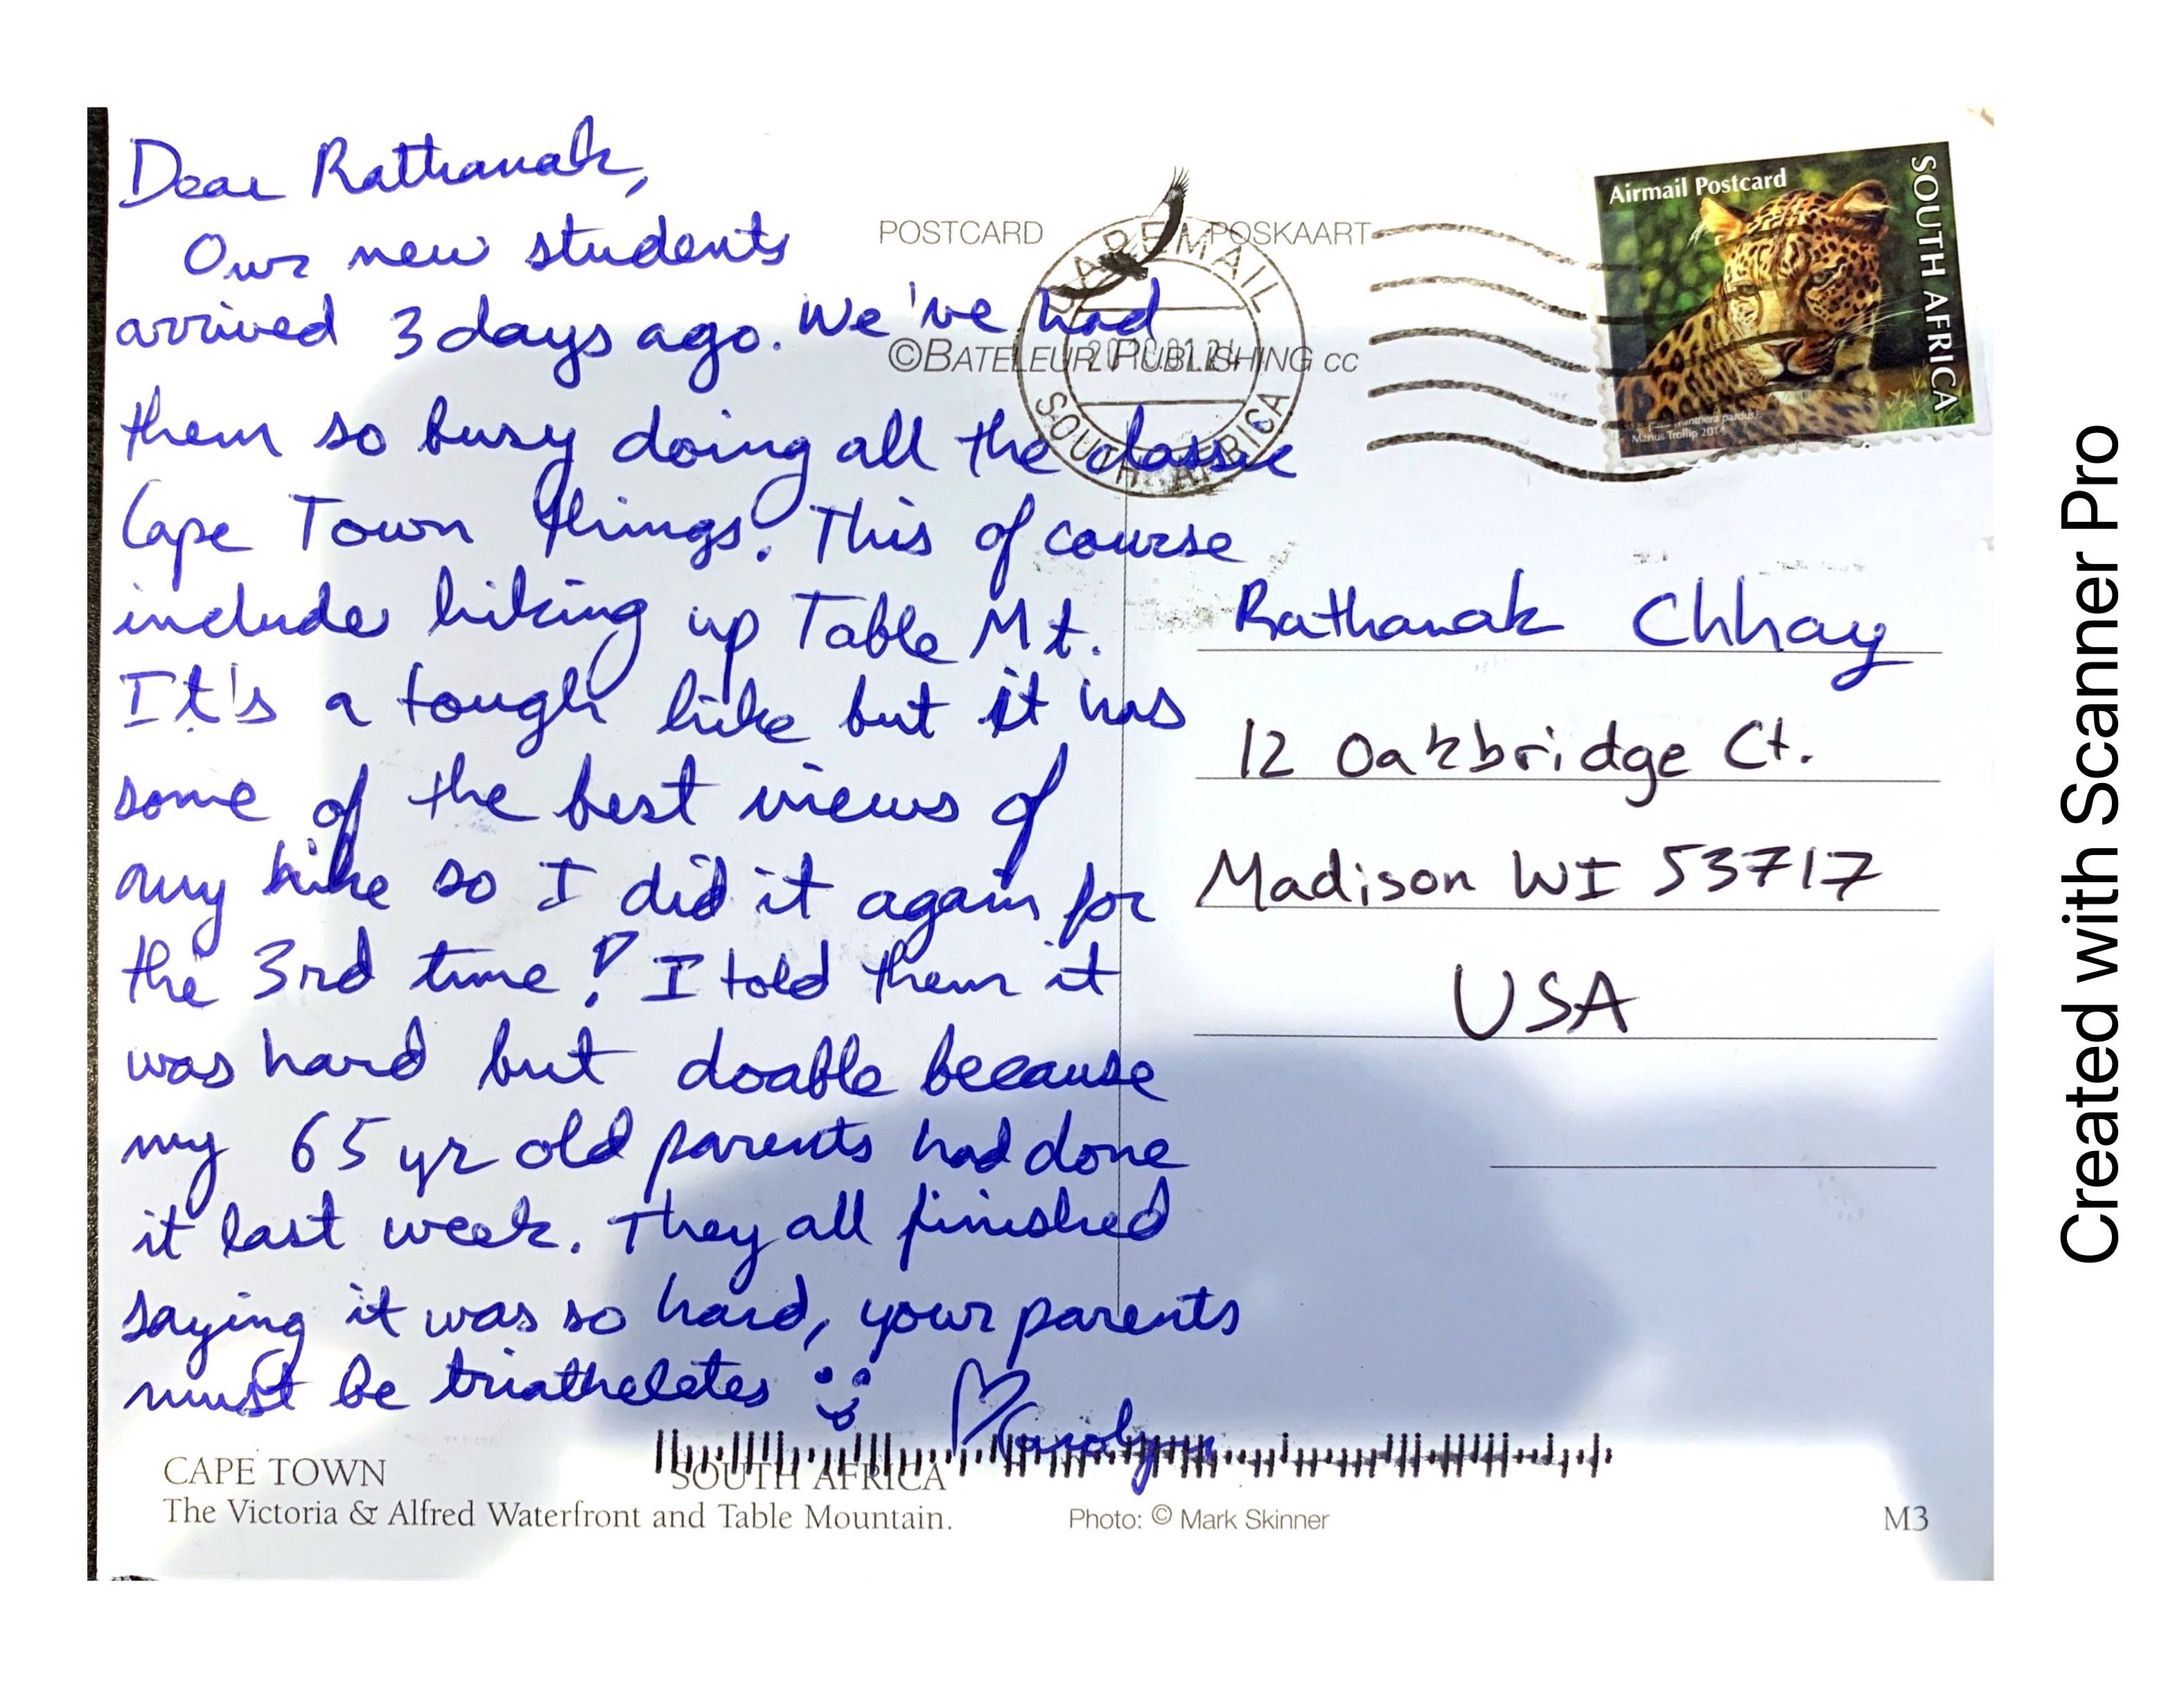 Dear Rathanak,
Our new students
arrived 3 days ago. We've had
them so busy doing all the classic
Cape Town things. This of course
includes hiking up Table Mt.
It's a tough hike but it has
some of the best views of
any hike so I did it again for
the 3rd time! I told them it
was hard but doable because
my 65 yr old parents had done
it last week. They all finished
saying it was so hard, your parents
must be triatheletes
Carolyn
POSTCARD POSKAART
©BATELEUR PUBLISHING CC
CAPEMAIL
SOUTH AFRICA
Airmail Postcard
SOUTH AFRICA
(Panthera pardus)
Marius Trollip 2014
Rathanak Chhay
12 Oakbridge Ct.
Madison WI 53717
USA
CAPE TOWN SOUTH AFRICA
The Victoria & Alfred Waterfront and Table Mountain.
Photo: © Mark Skinner
M3
Created with Scanner Pro